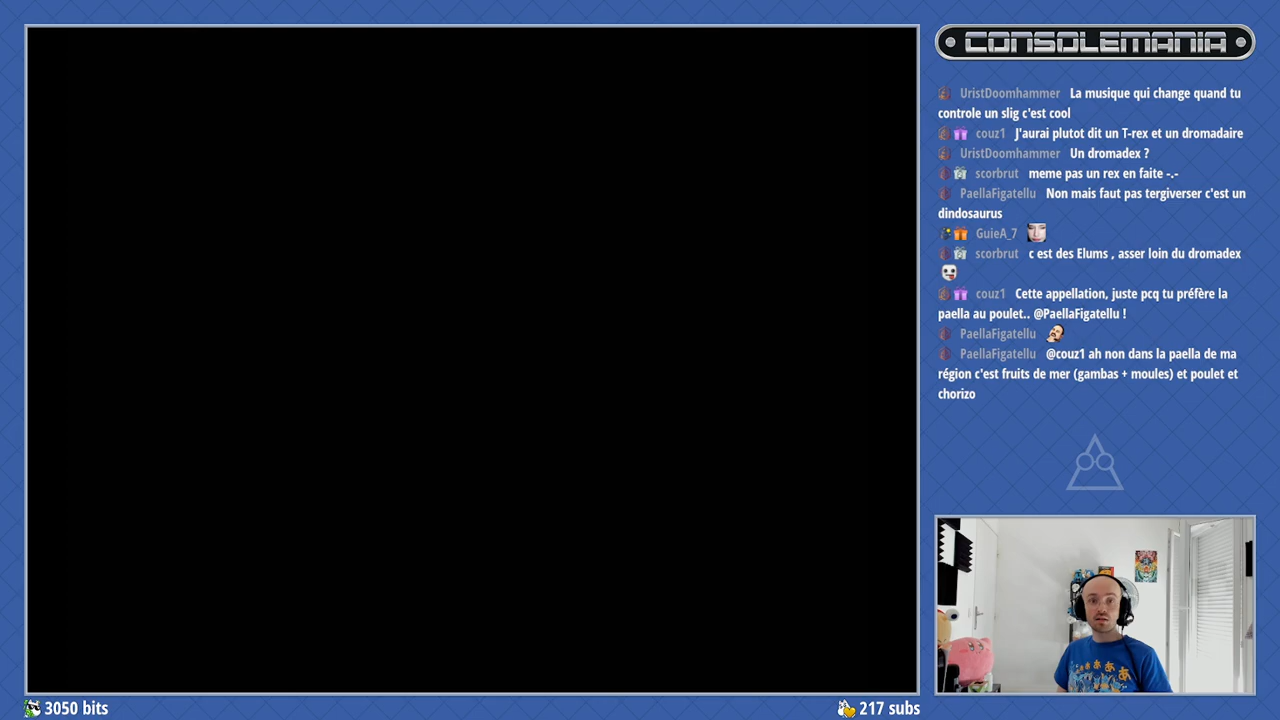 CONSOLEMANIA
UristDoomhammer La musique qui change quand tu
controle un slig c'est cool
couz1 J'aurai plutot dit un T-rex et un dromadaire
UristDoomhammer Un dromadex ?
scorbrut meme pas un rex en faite -.-
PaellaFigatellu Non mais faut pas tergiverser c'est un
dindosaurus
GuieA_7
scorbrut c est des Elums , asser loin du dromadex
couz1 Cette appellation, juste pcq tu préfère la
paella au poulet.. @PaellaFigatellu !
PaellaFigatellu
PaellaFigatellu @couz1 ah non dans la paella de ma
région c'est fruits de mer (gambas + moules) et poulet et
chorizo
3050 bits
217 subs